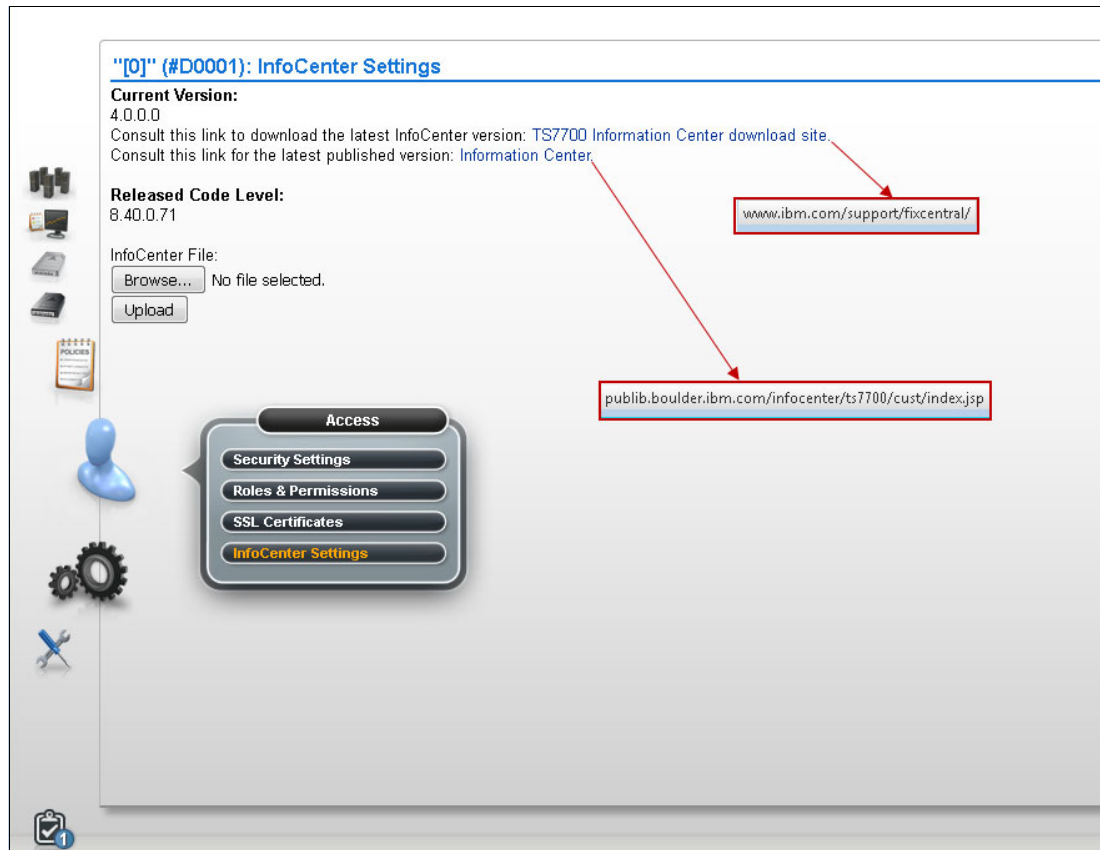 "[0]" (#D0001): InfoCenter Settings
Current Version:
4.0.0.0
Consult this link to download the latest InfoCenter version: TS7700 Information Center download site.
Consult this link for the latest published version: Information Center.
Released Code Level:
8.40.0.71
www.ibm.com/support/fixcentral/
InfoCenter File:
Browse... No file selected.
Upload
POLICIES
publib.boulder.ibm.com/infocenter/ts7700/cust/index.jsp
Access
Security Settings
Roles & Permissions
SSL Certificates
InfoCenter Settings
1